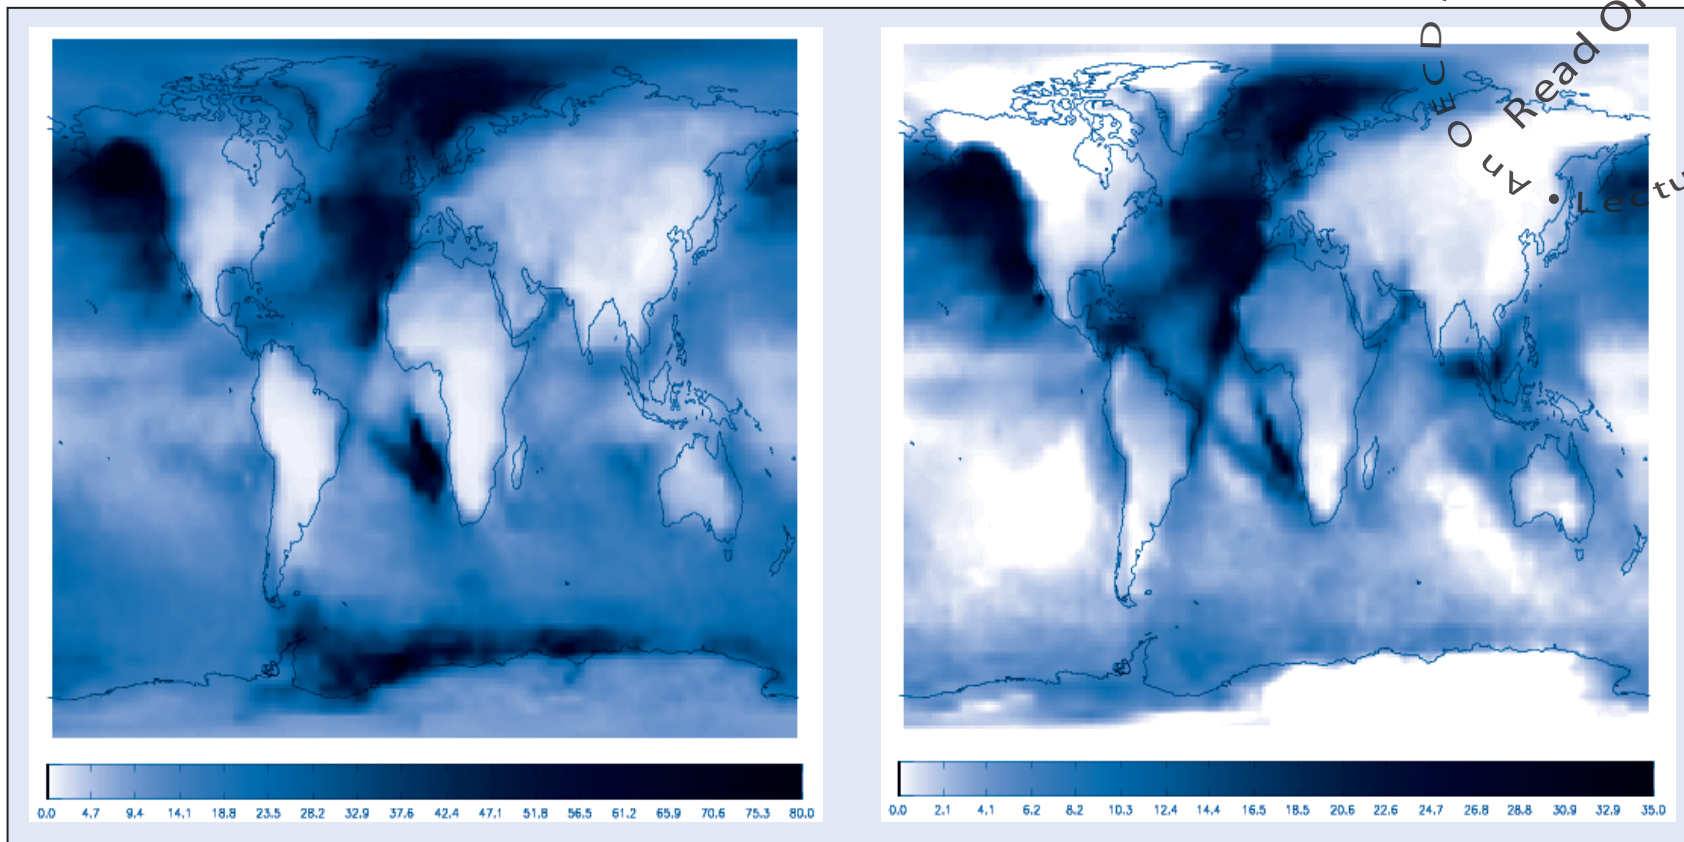 An OECD
Read On
• Lectu
0.0 4.7 9.4 14.1 18.8 23.5 28.2 32.9 37.6 42.4 47.1 51.8 56.5 61.2 65.9 70.6 75.3 80.0
0.0 2.1 4.1 6.2 8.2 10.3 12.4 14.4 16.5 18.5 20.6 22.6 24.7 26.8 28.8 30.9 32.9 35.0